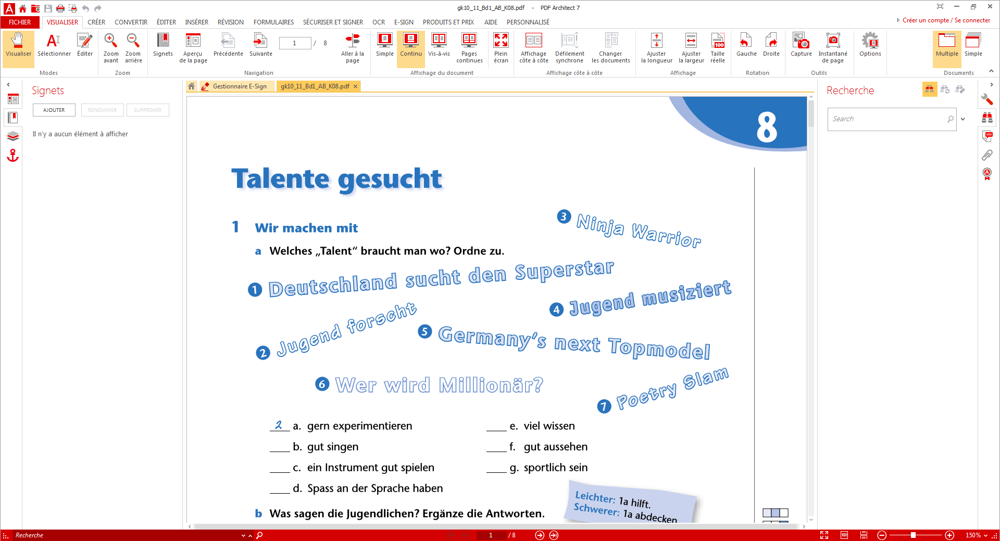 gk10_11_Bd1_AB_K08.pdf - PDF Architect 7
FICHIER VISUALISER CRÉER CONVERTIR ÉDITER INSÉRER RÉVISION FORMULAIRES SÉCURISER ET SIGNER OCR E-SIGN PRODUITS ET PRIX AIDE PERSONNALISÉ Créer un compte / Se connecter
Visualiser Sélectionner Éditer
Modes
Zoom avant Zoom arrière
Zoom
Signets Aperçu de la page Précédente Suivante 1 / 8 Aller à la page
Navigation
Simple Continu Vis-à-vis Pages continues Plein écran
Affichage du document
Affichage côte à côte Défilement synchrone Changer les documents
Affichage côte à côte
Ajuster la longueur Ajuster la largeur 100 Taille réelle
Affichage
Gauche Droite
Rotation
Capture Instantané de page
Outils
Options
Multiple Simple
Documents
Signets
AJOUTER RENOMMER SUPPRIMER
Il n'y a aucun élément à afficher
Gestionnaire E-Sign gk10_11_Bd1_AB_K08.pdf
8
Talente gesucht
1 Wir machen mit
a Welches „Talent“ braucht man wo? Ordne zu.
3 Ninja Warrior
1 Deutschland sucht den Superstar
4 Jugend musiziert
2 Jugend forscht
5 Germany's next Topmodel
6 Wer wird Millionär?
7 Poetry Slam
2 a. gern experimentieren
b. gut singen
c. ein Instrument gut spielen
d. Spass an der Sprache haben
e. viel wissen
f. gut aussehen
g. sportlich sein
Leichter: 1a hilft.
Schwerer: 1a abdecken
b Was sagen die Jugendlichen? Ergänze die Antworten.
Recherche
Search
Recherche 1 / 8 100 150%